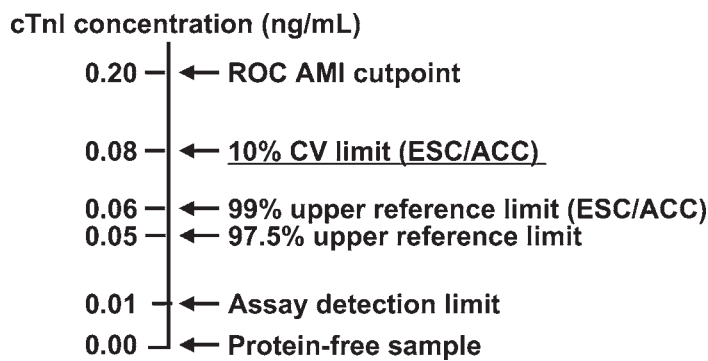 cTnI concentration (ng/mL)
0.20 ROC AMI cutpoint
0.08 10% CV limit (ESC/ACC)
0.06 99% upper reference limit (ESC/ACC)
0.05 97.5% upper reference limit
0.01 Assay detection limit
0.00 Protein-free sample